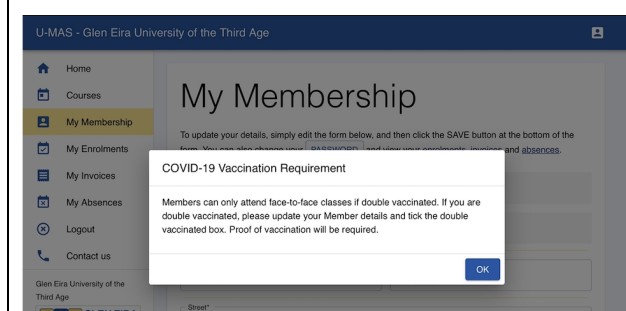 U-MAS - Glen Eira University of the Third Age
Home
Courses
My Membership
My Enrolments
My Invoices
My Absences
Logout
Contact us
Glen Eira University of the
Third Age
My Membership
To update your details, simply edit the form below, and then click the SAVE button at the bottom of the
form. You can also change your PASSWORD and view your enrolments, invoices and absences.
COVID-19 Vaccination Requirement
Members can only attend face-to-face classes if double vaccinated. If you are
double vaccinated, please update your Member details and tick the double
vaccinated box. Proof of vaccination will be required.
OK
Street*